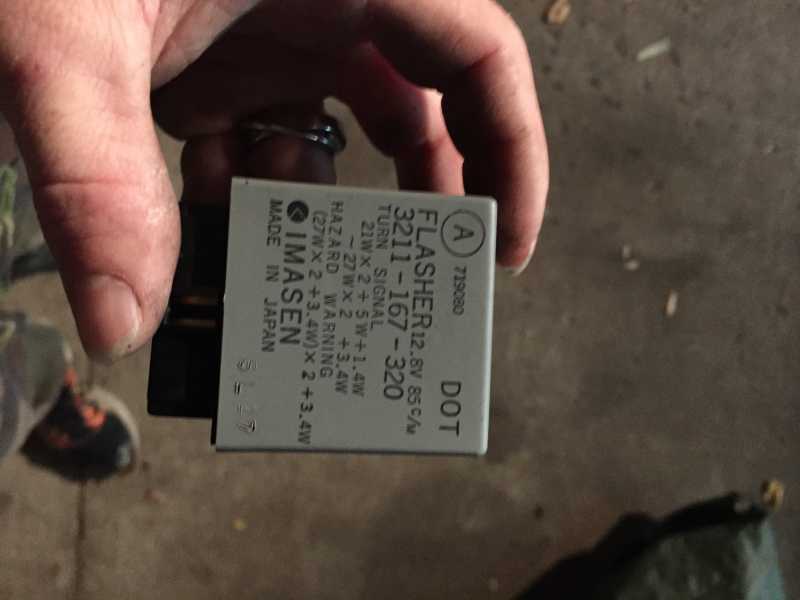 Ⓐ 719080 DOT
FLASHER 12.8V 85c/M
3211-167-320
TURN SIGNAL
21W×2+5W+1.4W
~27W×2 +3.4W
HAZARD WARNING
(27W×2+3.4W)×2+3.4W
IMASEN
MADE IN JAPAN